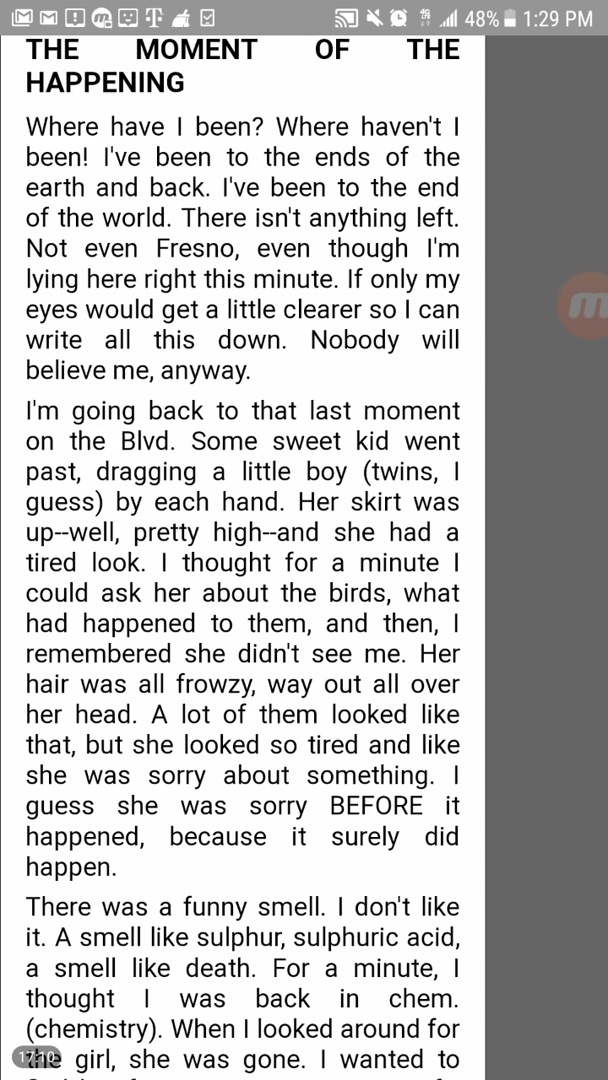 48% 1:29 PM
THE MOMENT OF THE
HAPPENING
Where have I been? Where haven't I
been! I've been to the ends of the
earth and back. I've been to the end
of the world. There isn't anything left.
Not even Fresno, even though I'm
lying here right this minute. If only my
eyes would get a little clearer so I can
write all this down. Nobody will
believe me, anyway.
I'm going back to that last moment
on the Blvd. Some sweet kid went
past, dragging a little boy (twins, I
guess) by each hand. Her skirt was
up--well, pretty high--and she had a
tired look. I thought for a minute I
could ask her about the birds, what
had happened to them, and then, I
remembered she didn't see me. Her
hair was all frowzy, way out all over
her head. A lot of them looked like
that, but she looked so tired and like
she was sorry about something. I
guess she was sorry BEFORE it
happened, because it surely did
happen.
There was a funny smell. I don't like
it. A smell like sulphur, sulphuric acid,
a smell like death. For a minute, I
thought I was back in chem.
(chemistry). When I looked around for
the girl, she was gone. I wanted to
17:10